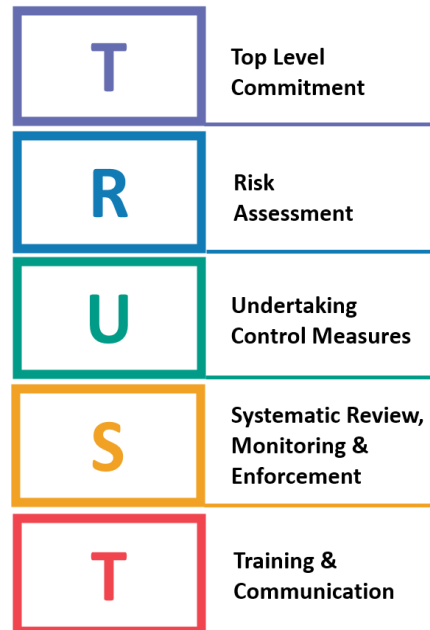 T
Top Level
Commitment
R
Risk
Assessment
U
Undertaking
Control Measures
S
Systematic Review,
Monitoring &
Enforcement
T
Training &
Communication